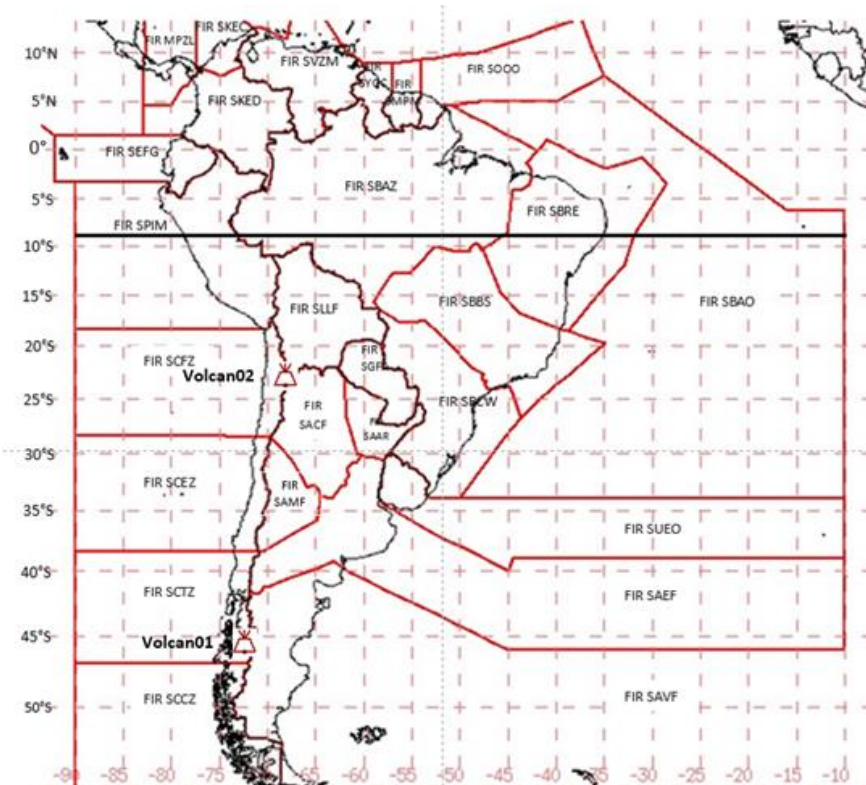 FIR SKEC
FIR MPZL
10°N
FIR SVZM
FIR
SYGC
FIR SOOO
FIR
SMPM
5°N
FIR SKED
0°
FIR SEFG
FIR SBAZ
5°S
FIR SBRE
FIR SPIM
10°S
15°S
FIR SLLF
FIR SBBS
FIR SBAO
20°S
FIR SCFZ
FIR
SGFA
Volcan02
25°S
FIR
SACF
FIR SBCW
SAAR
30°S
FIR SCEZ
FIR
SAMF
35°S
FIR SUEO
40°S
FIR SCTZ
FIR SAEF
Volcan01
45°S
FIR SCCZ
FIR SAVF
50°S
-90 -85 -80 -75 -70 -65 -60 -55 -50 -45 -40 -35 -30 -25 -20 -15 -10